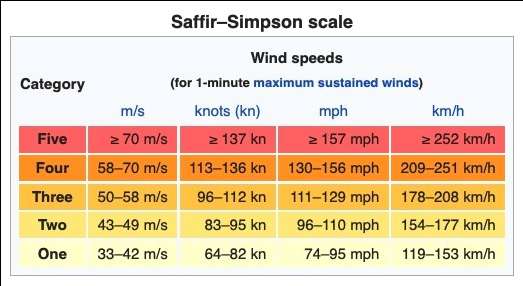 Saffir–Simpson scale
Wind speeds
Category (for 1-minute maximum sustained winds)
m/s knots (kn) mph km/h
Five ≥ 70 m/s ≥ 137 kn ≥ 157 mph ≥ 252 km/h
Four 58–70 m/s 113–136 kn 130–156 mph 209–251 km/h
Three 50–58 m/s 96–112 kn 111–129 mph 178–208 km/h
Two 43–49 m/s 83–95 kn 96–110 mph 154–177 km/h
One 33–42 m/s 64–82 kn 74–95 mph 119–153 km/h